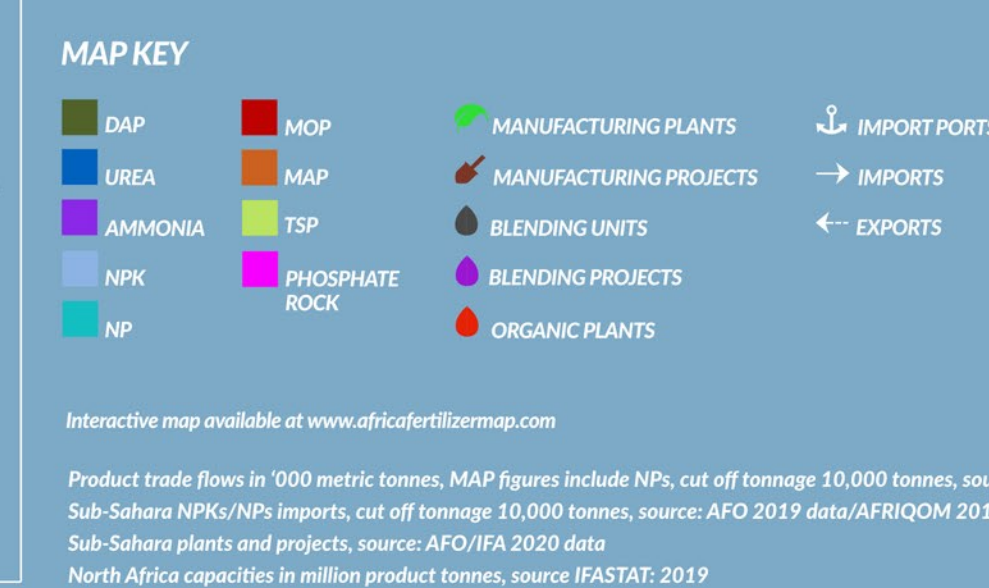 MAP KEY
DAP
UREA
AMMONIA
NPK
NP
MOP
MAP
TSP
PHOSPHATE
ROCK
MANUFACTURING PLANTS
MANUFACTURING PROJECTS
BLENDING UNITS
BLENDING PROJECTS
ORGANIC PLANTS
IMPORT PORTS
IMPORTS
EXPORTS
Interactive map available at www.africafertilizermap.com
Product trade flows in ‘000 metric tonnes, MAP figures include NPs, cut off tonnage 10,000 tonnes,
Sub-Sahara NPKs/NPs imports, cut off tonnage 10,000 tonnes, source: AFO 2019 data/AFRIQOM
Sub-Sahara plants and projects, source: AFO/IFA 2020 data
North Africa capacities in million product tonnes, source IFASTAT: 2019